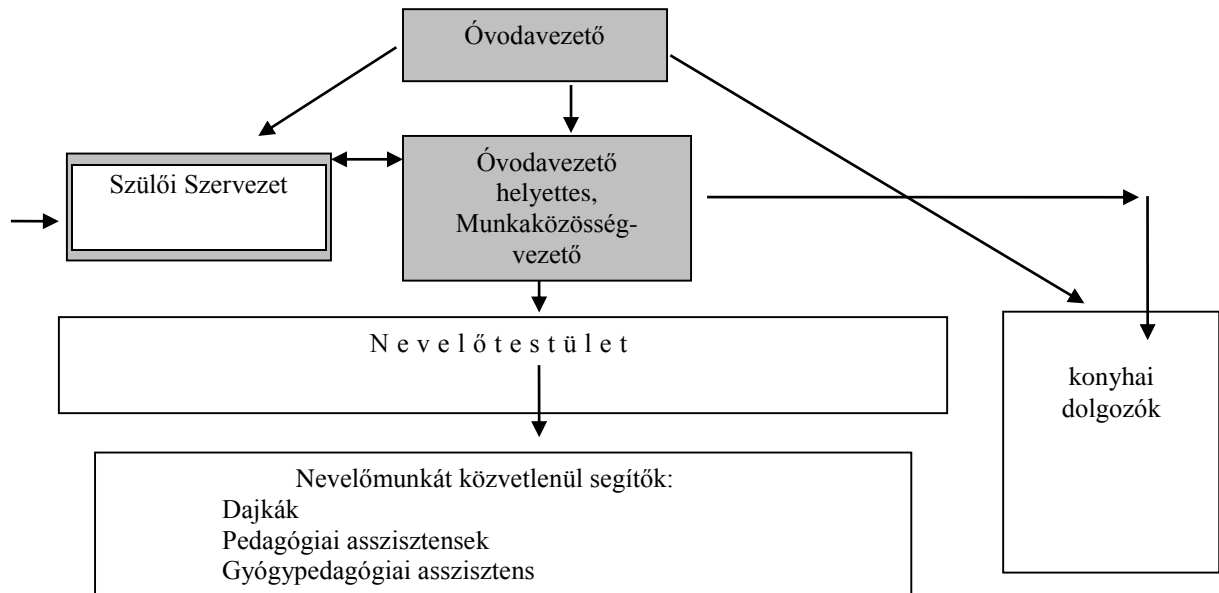 Óvodavezető
Szülői Szervezet
Óvodavezető
helyettes,
Munkaközösség-
vezető
N e v e l ő t e s t ü l e t
konyhai
dolgozók
Nevelőmunkát közvetlenül segítők:
Dajkák
Pedagógiai asszisztensek
Gyógypedagógiai asszisztens